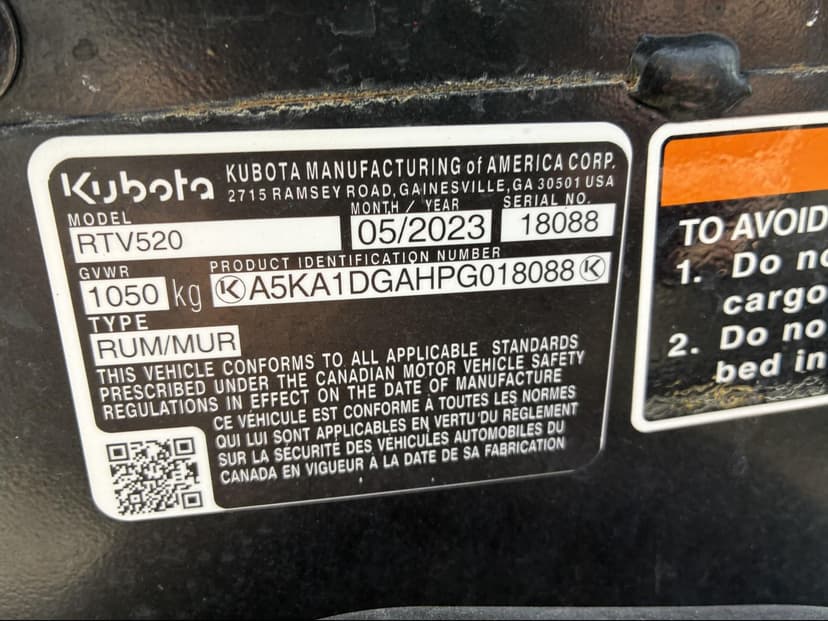 Kubota KUBOTA MANUFACTURING of AMERICA CORP.
2715 RAMSEY ROAD, GAINESVILLE, GA 30501 USA
MODEL MONTH / YEAR SERIAL NO.
RTV520 05/2023 18088
GVWR PRODUCT IDENTIFICATION NUMBER
1050 kg K A5KA1DGAHPG018088 K
TYPE
RUM/MUR
THIS VEHICLE CONFORMS TO ALL APPLICABLE STANDARDS
PRESCRIBED UNDER THE CANADIAN MOTOR VEHICLE SAFETY
REGULATIONS IN EFFECT ON THE DATE OF MANUFACTURE
CE VÉHICULE EST CONFORME À TOUTES LES NORMES
QUI LUI SONT APPLICABLES EN VERTU DU RÈGLEMENT
SUR LA SÉCURITÉ DES VÉHICULES AUTOMOBILES DU
CANADA EN VIGUEUR À LA DATE DE SA FABRICATION
TO AVOID
1. Do no
cargo
2. Do no
bed in